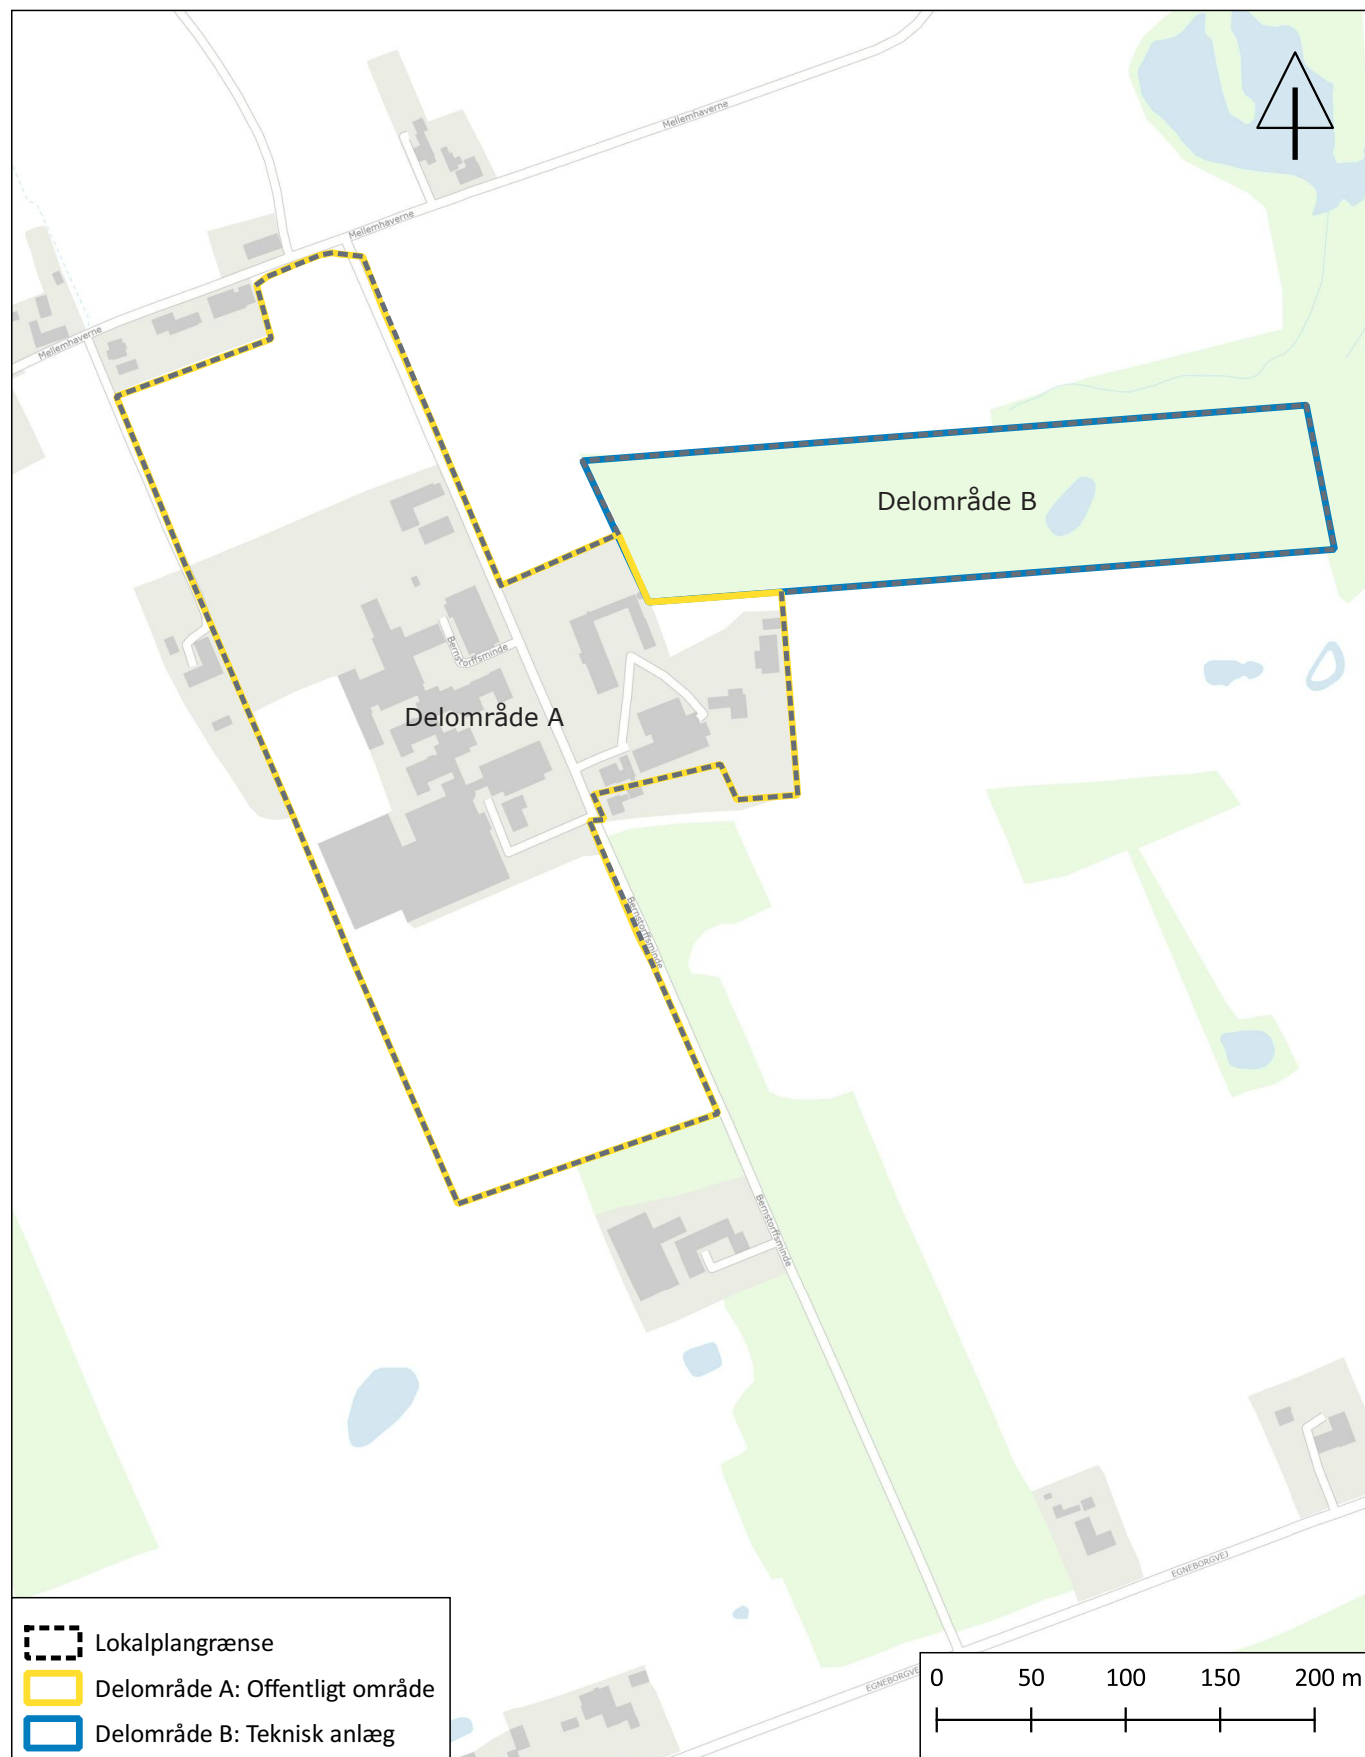 Mellemhaverne
Mellemhaverne
Mellemhaverne
Delområde B
Bernstorffsminde
Delområde A
Bernstorffsminde
Bernstorffsminde
EGNEBORGVEJ
EGNEBORGVE
Lokalplangrænse
Delområde A: Offentligt område
Delområde B: Teknisk anlæg
0 50 100 150 200 m